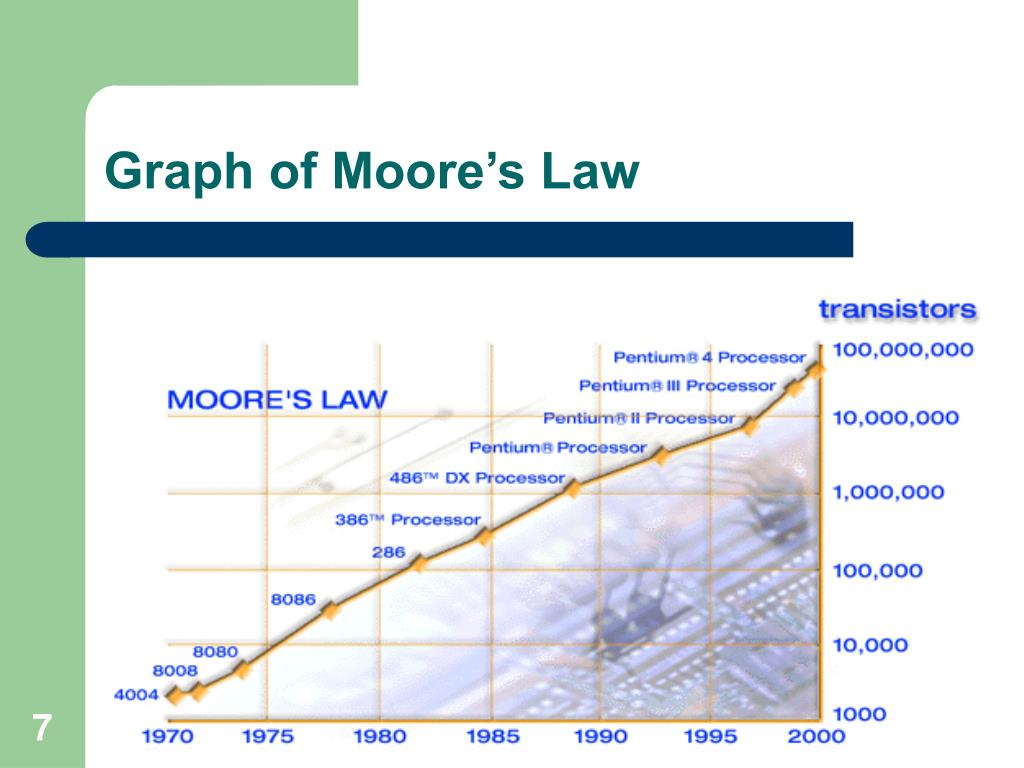 Graph of Moore’s Law
transistors
MOORE'S LAW
Pentium® 4 Processor
Pentium® III Processor
Pentium® II Processor
Pentium® Processor
486™ DX Processor
386™ Processor
286
8086
8080
8008
4004
100,000,000
10,000,000
1,000,000
100,000
10,000
1000
1970 1975 1980 1985 1990 1995 2000
7